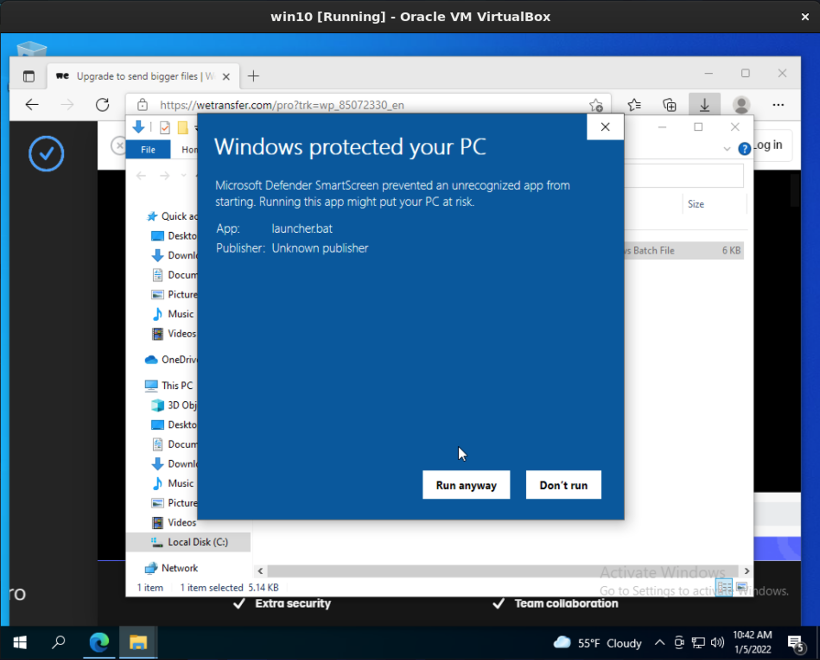 win10 [Running] - Oracle VM VirtualBox
Upgrade to send bigger files | W
https://wetransfer.com/pro?trk=wp_85072330_en
Windows protected your PC
File
Log in
Microsoft Defender SmartScreen prevented an unrecognized app from
starting. Running this app might put your PC at risk.
App: launcher.bat
Publisher: Unknown publisher
Run anyway
Don't run
Size
Batch File 6 KB
Quick ac
Deskto
Downl
Docum
Picture
Music
Videos
OneDriv
This PC
3D Obj
Deskto
Docum
Downl
Music
Picture
Videos
Local Disk (C:)
Network
1 item 1 item selected 5.14 KB
Activate Windows
Go to Settings to activate Windows.
ro
Extra security
Team collaboration
55°F Cloudy
10:42 AM
1/5/2022
5